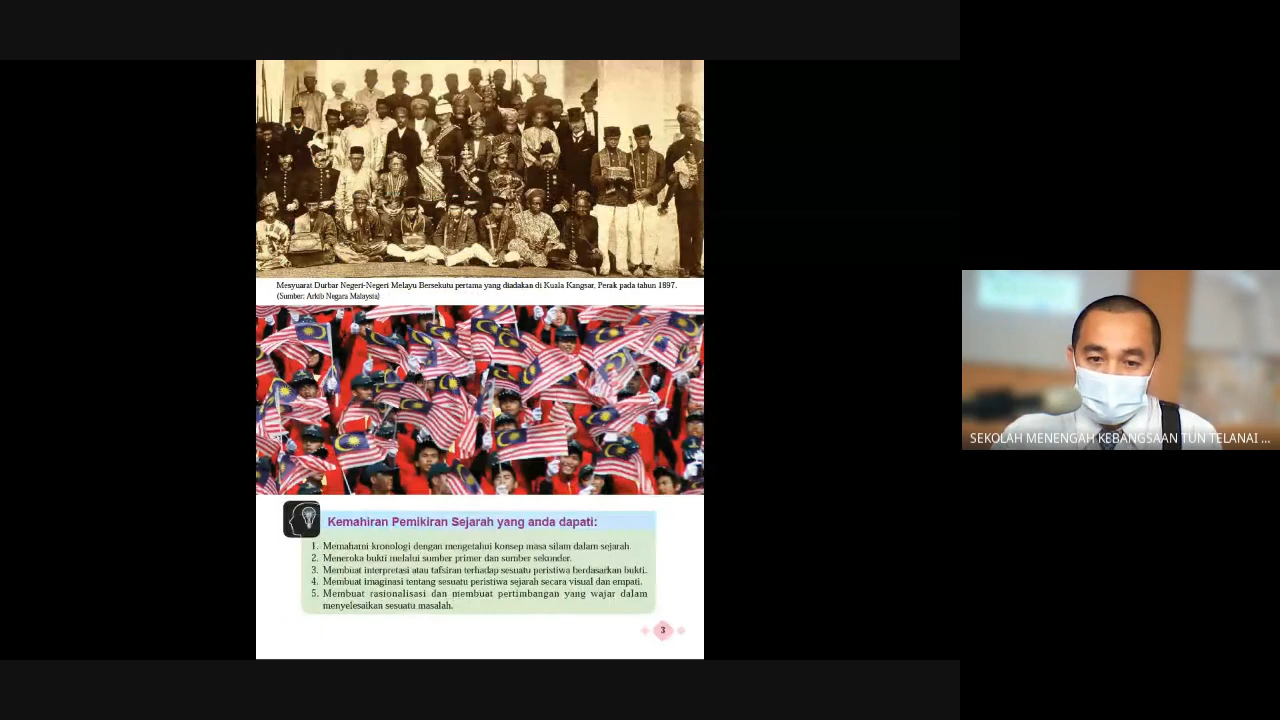 Mesyuarat Durbar Negeri-Negeri Melayu Bersekutu pertama yang diadakan di Kuala Kangsar, Perak pada tahun 1897.
(Sumber: Arkib Negara Malaysia)
Kemahiran Pemikiran Sejarah yang anda dapati:
1. Memahami kronologi dengan mengetahui konsep masa silam dalam sejarah.
2. Meneroka bukti melalui sumber primer dan sumber sekunder.
3. Membuat interpretasi atau tafsiran terhadap sesuatu peristiwa berdasarkan bukti.
4. Membuat imaginasi tentang sesuatu peristiwa sejarah secara visual dan empati.
5. Membuat rasionalisasi dan membuat pertimbangan yang wajar dalam
menyelesaikan sesuatu masalah.
3
SEKOLAH MENENGAH KEBANGSAAN TUN TELANAI ...